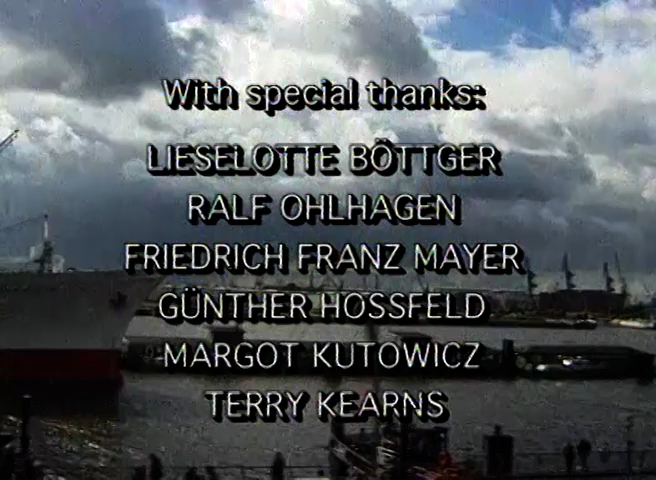 With special thanks:
LIESELOTTE BÖTTGER
RALF OHLHAGEN
FRIEDRICH FRANZ MAYER
GÜNTHER HOSSFELD
MARGOT KUTOWICZ
TERRY KEARNS